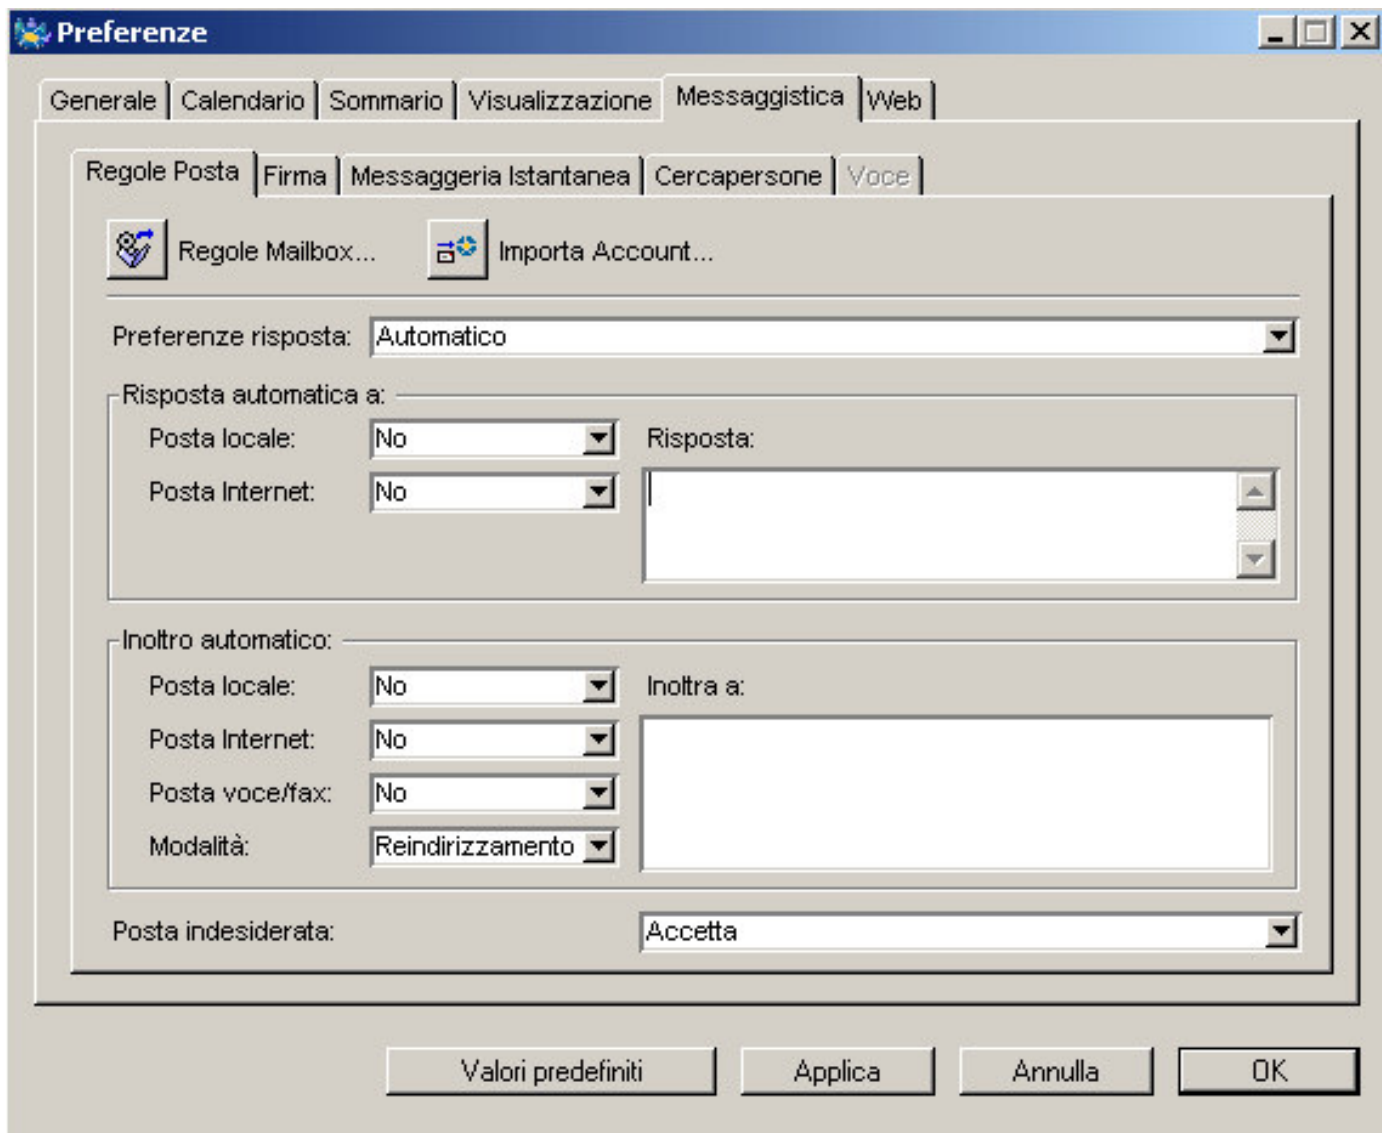 Preferenze
Generale Calendario Sommario Visualizzazione Messaggistica Web
Regole Posta Firma Messaggeria Istantanea Cercapersone Voce
Regole Mailbox... Importa Account...
Preferenze risposta: Automatico
Risposta automatica a:
Posta locale: No Risposta:
Posta Internet: No
Inoltro automatico:
Posta locale: No Inoltra a:
Posta Internet: No
Posta voce/fax: No
Modalità: Reindirizzamento
Posta indesiderata: Accetta
Valori predefiniti Applica Annulla OK